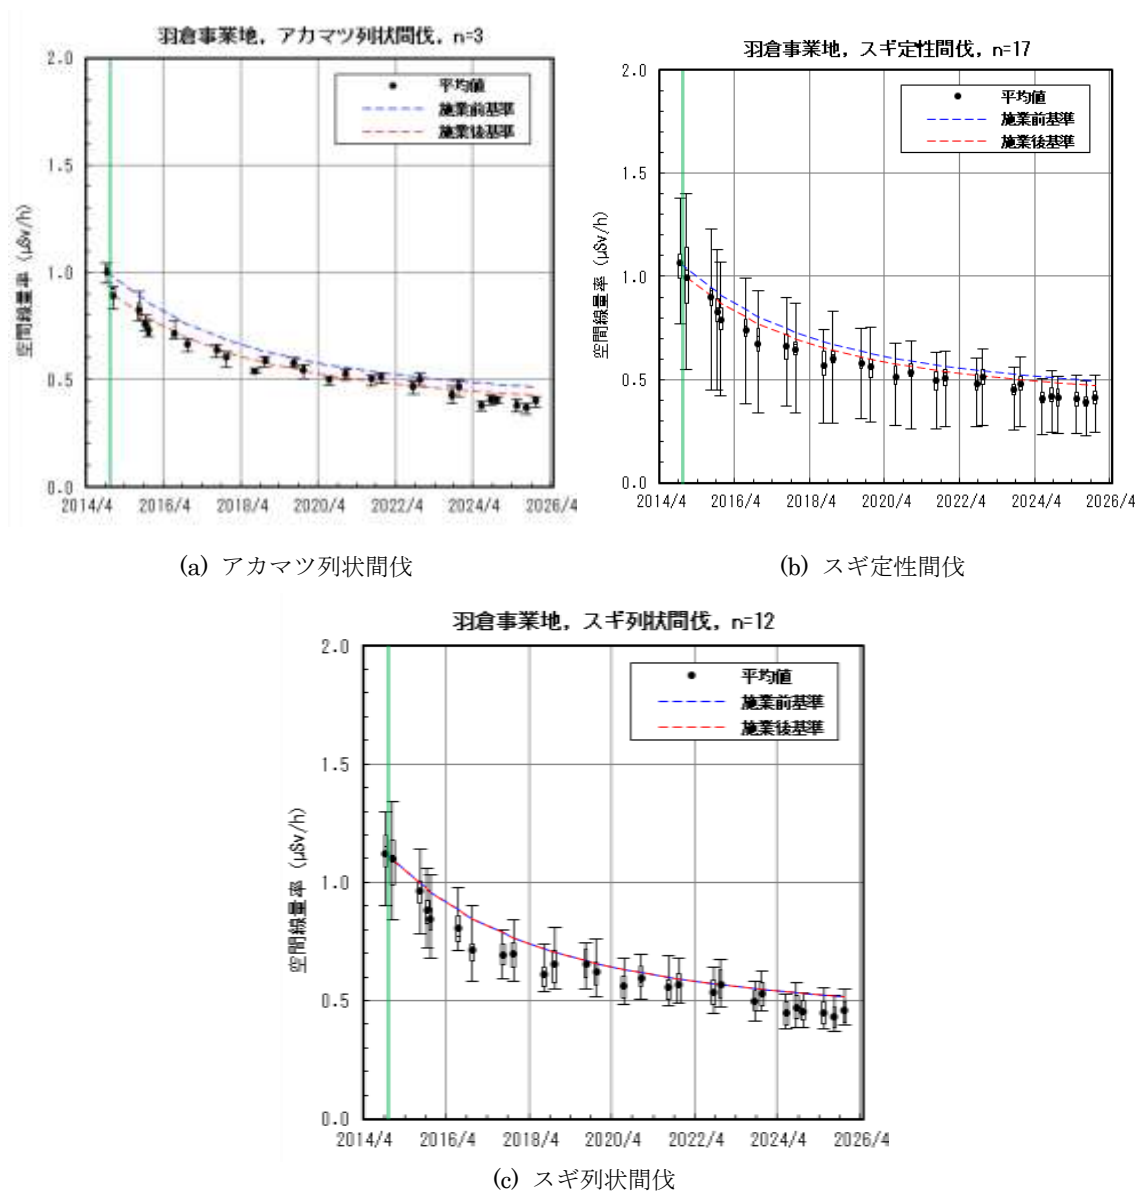 羽倉事業地，アカマツ列状間伐，n=3
平均値
施業前基準
施業後基準
空間線量率（μSv/h）
2.0
1.5
1.0
0.5
0.0
2014/4 2016/4 2018/4 2020/4 2022/4 2024/4 2026/4
(a) アカマツ列状間伐
羽倉事業地，スギ定性間伐，n=17
平均値
施業前基準
施業後基準
空間線量率（μSv/h）
2.0
1.5
1.0
0.5
0.0
2014/4 2016/4 2018/4 2020/4 2022/4 2024/4 2026/4
(b) スギ定性間伐
羽倉事業地，スギ列状間伐，n=12
平均値
施業前基準
施業後基準
空間線量率（μSv/h）
2.0
1.5
1.0
0.5
0.0
2014/4 2016/4 2018/4 2020/4 2022/4 2024/4 2026/4
(c) スギ列状間伐